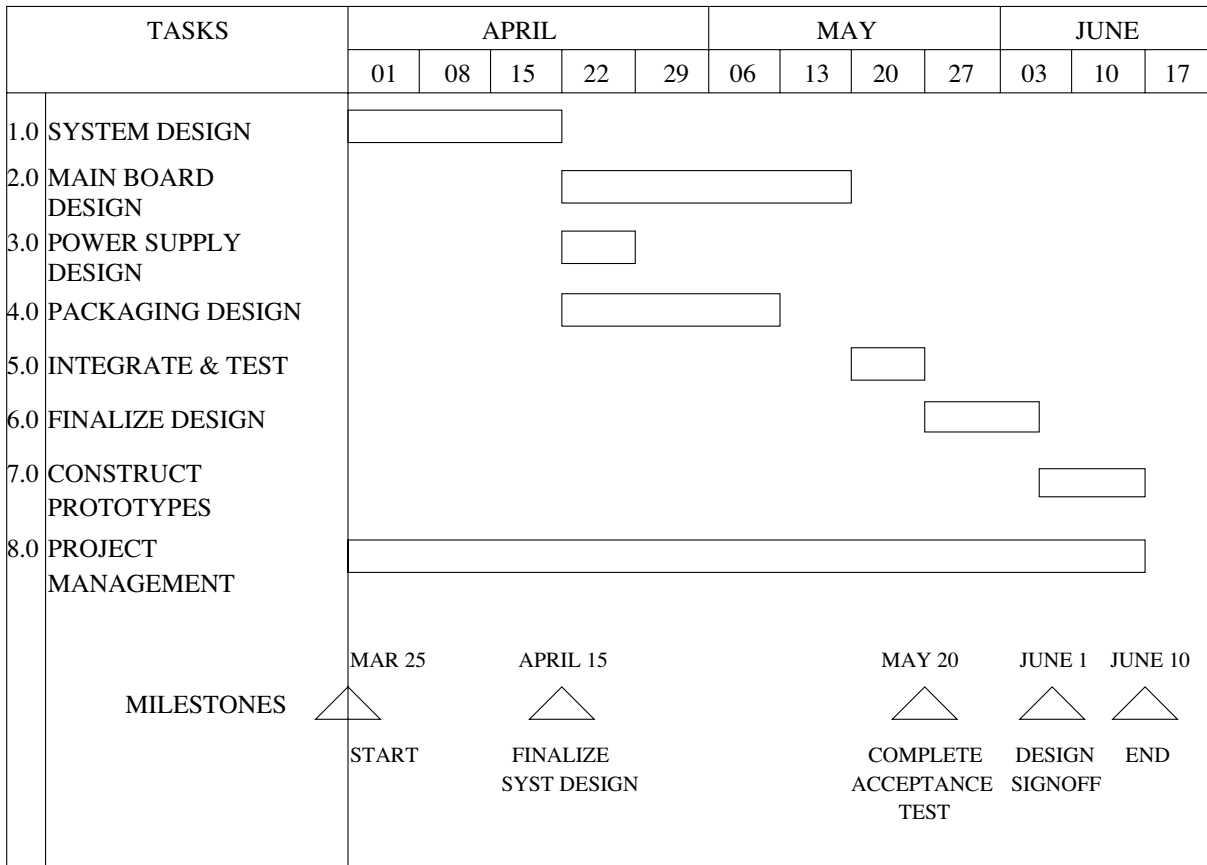 TASKS APRIL MAY JUNE
01 08 15 22 29 06 13 20 27 03 10 17
1.0 SYSTEM DESIGN
2.0 MAIN BOARD
DESIGN
3.0 POWER SUPPLY
DESIGN
4.0 PACKAGING DESIGN
5.0 INTEGRATE & TEST
6.0 FINALIZE DESIGN
7.0 CONSTRUCT
PROTOTYPES
8.0 PROJECT
MANAGEMENT
MAR 25 APRIL 15 MAY 20 JUNE 1 JUNE 10
MILESTONES
START FINALIZE COMPLETE DESIGN END
SYST DESIGN ACCEPTANCE SIGNOFF
TEST